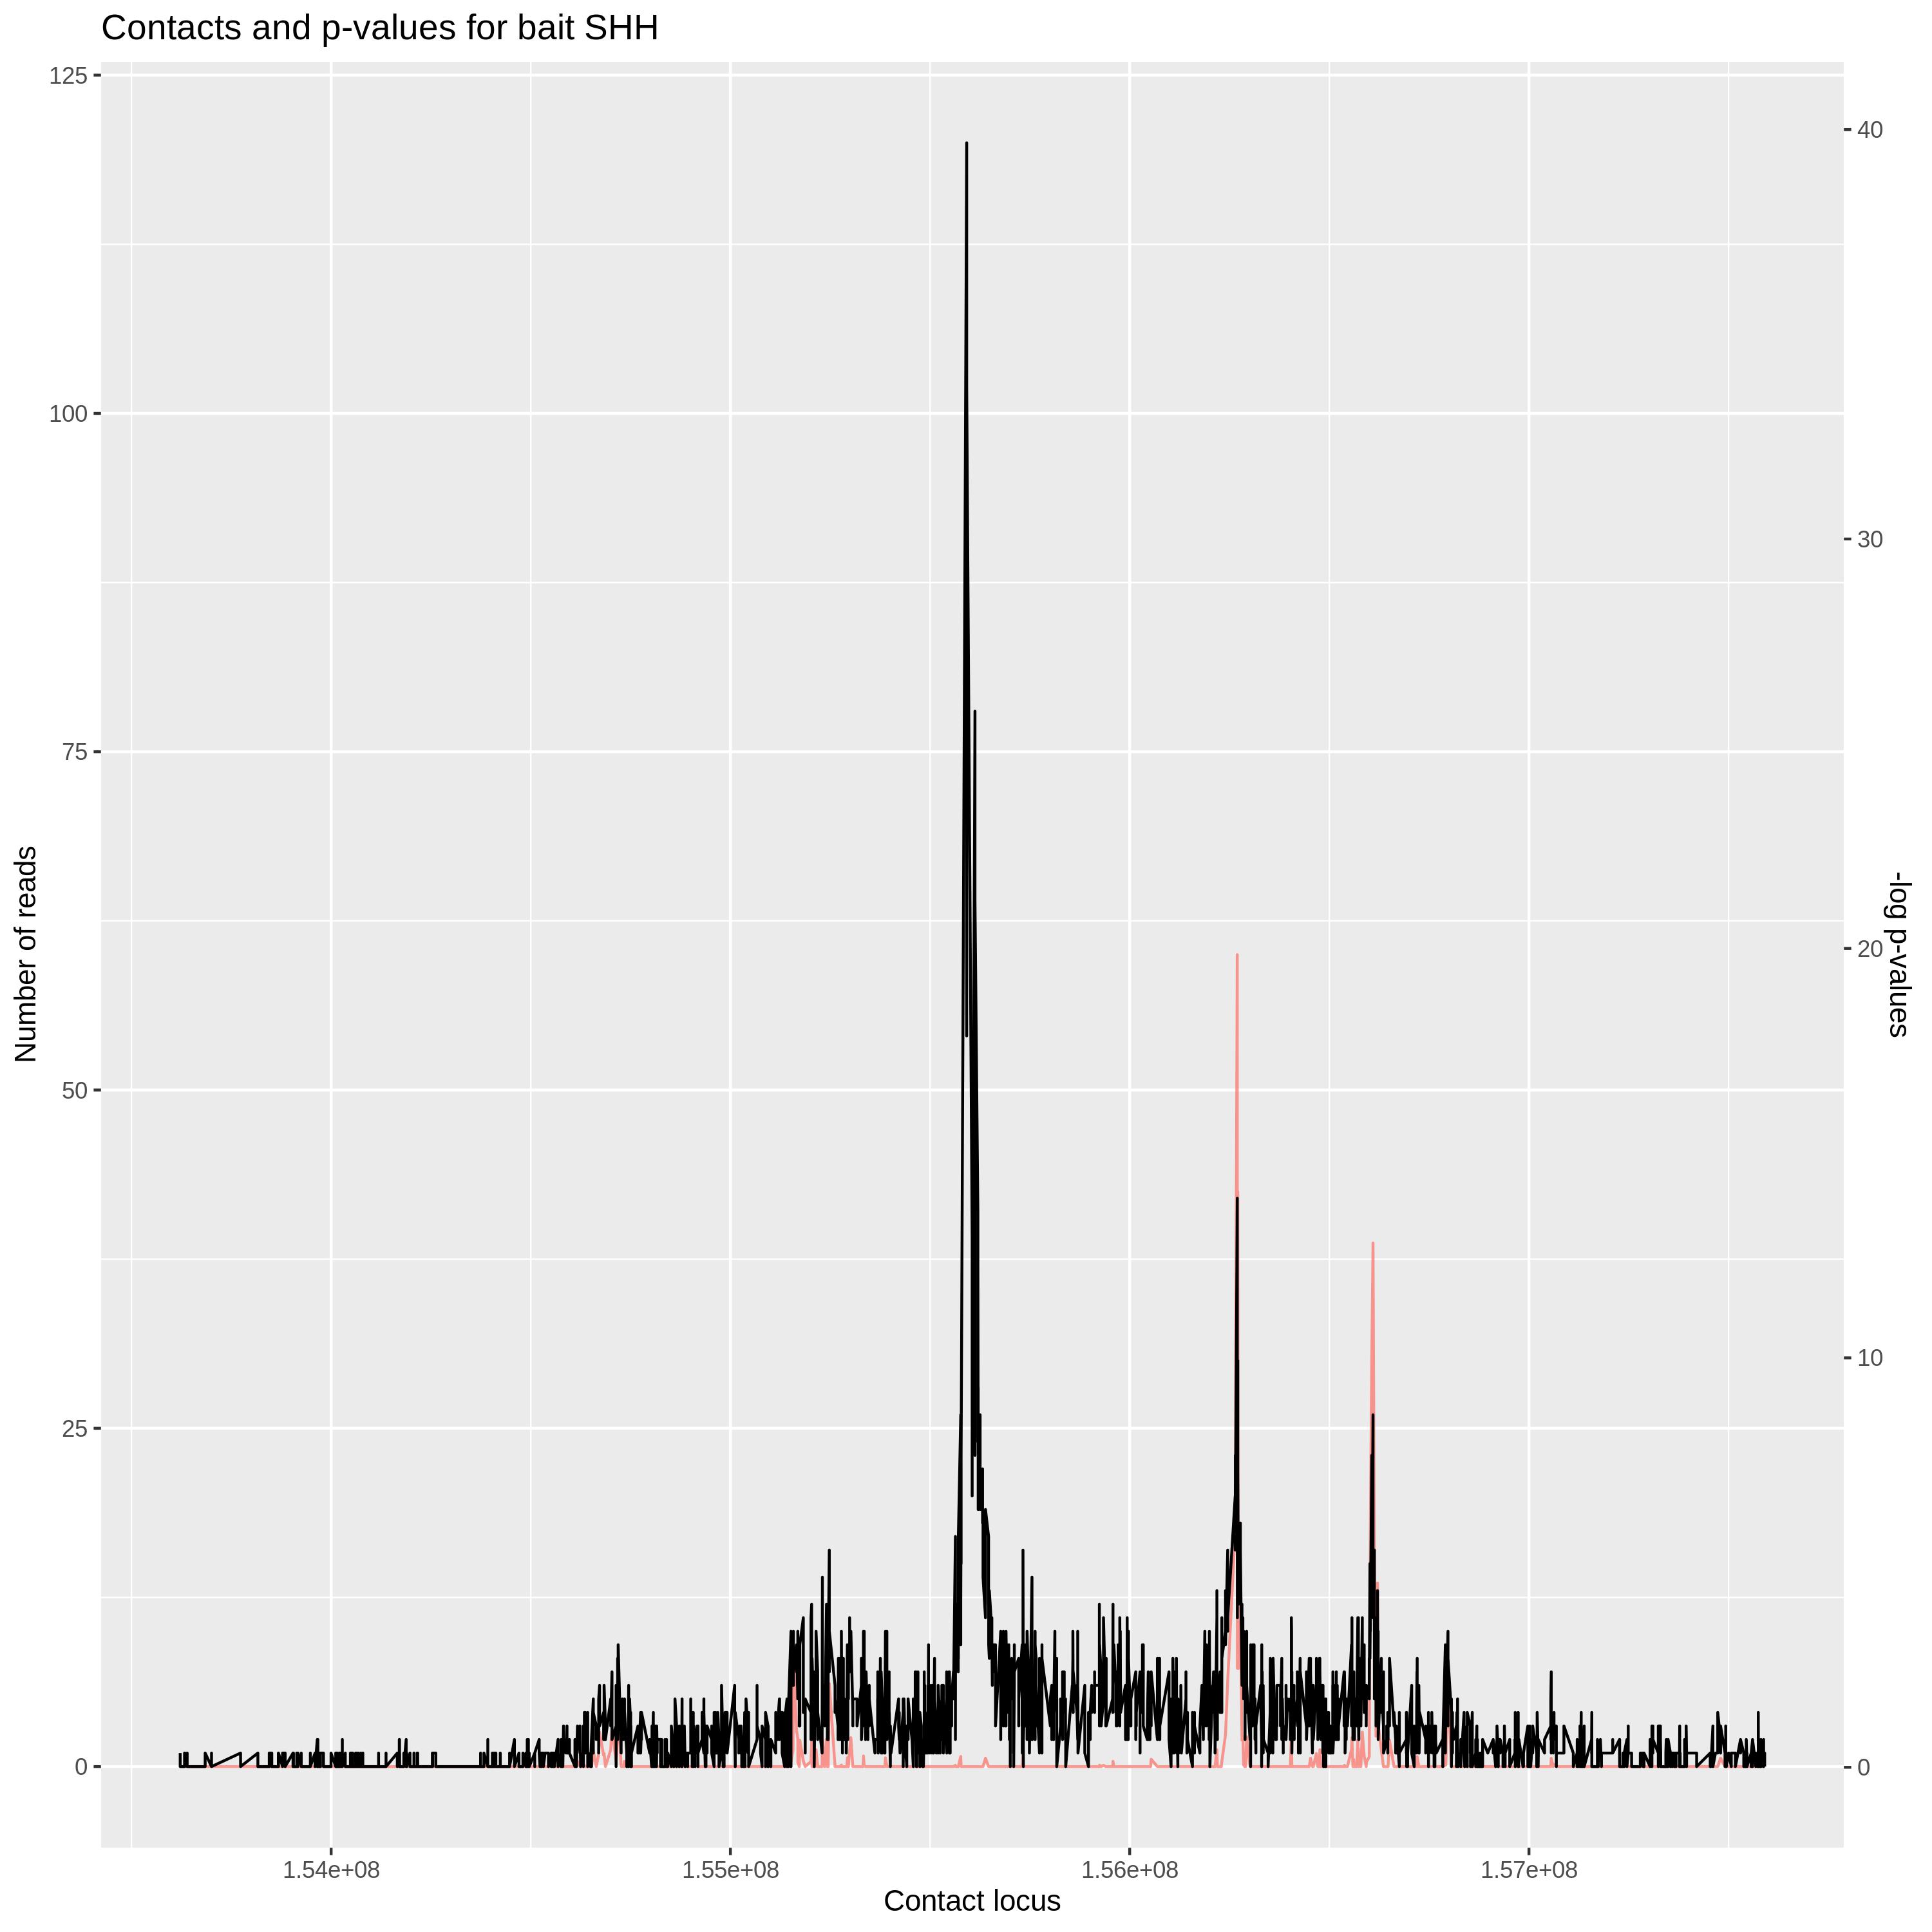 Contacts and p-values for bait SHH
125
100
75
50
25
0
Number of reads
40
30
20
10
0
-log p-values
1.54e+08
1.55e+08
1.56e+08
1.57e+08
Contact locus